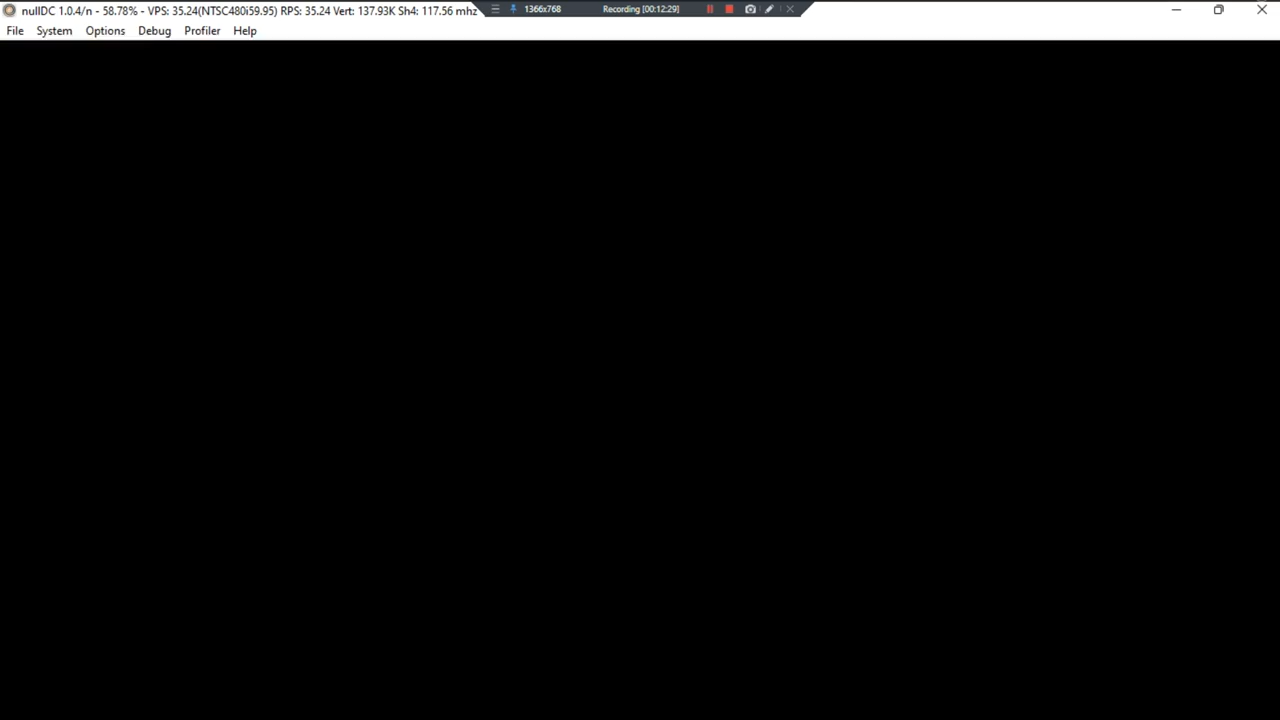 nullDC 1.0.4/n - 58.78% - VPS: 35.24(NTSC480i59.95) RPS: 35.24 Vert: 137.93K Sh4: 117.56 mhz
1366x768 Recording [00:12:29]
File System Options Debug Profiler Help